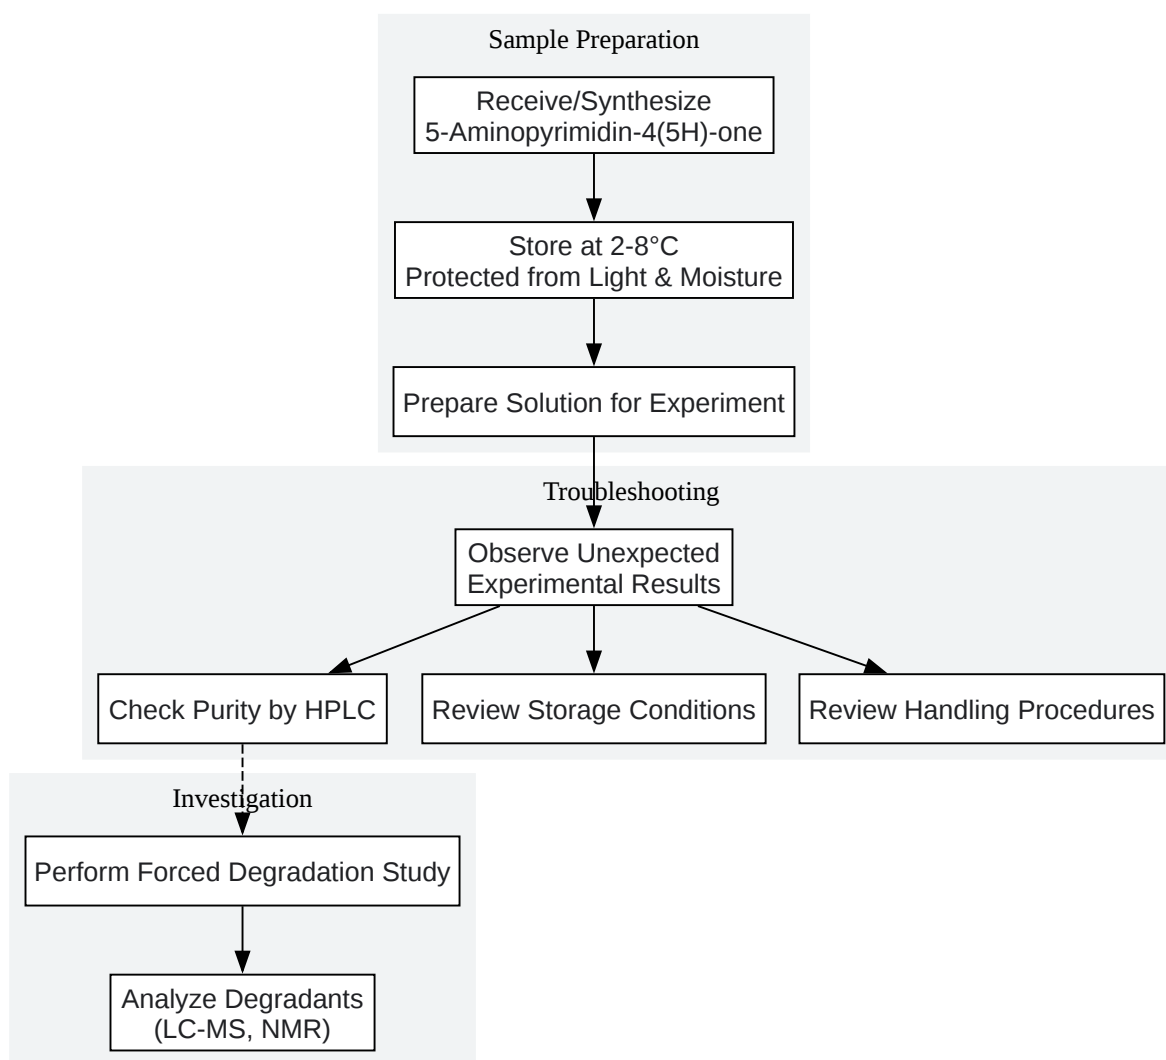 Sample Preparation
Receive/Synthesize
5-Aminopyrimidin-4(5H)-one
Store at 2-8°C
Protected from Light & Moisture
Prepare Solution for Experiment
Troubleshooting
Observe Unexpected
Experimental Results
Check Purity by HPLC
Review Storage Conditions
Review Handling Procedures
Investigation
Perform Forced Degradation Study
Analyze Degradants
(LC-MS, NMR)